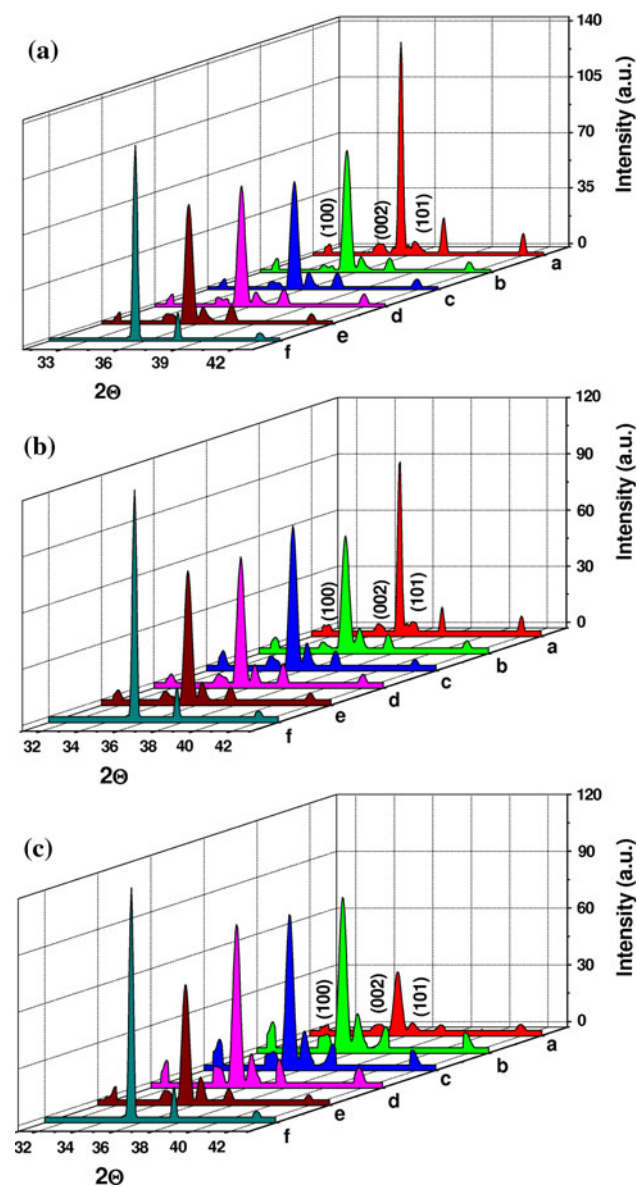 (a)
140
105
70
35
0
Intensity (a.u.)
(100)
(002)
(101)
a
b
c
d
e
f
33 36 39 42
2Θ
(b)
120
90
60
30
0
Intensity (a.u.)
(100)
(002)
(101)
a
b
c
d
e
f
32 34 36 38 40 42
2Θ
(c)
120
90
60
30
0
Intensity (a.u.)
(100)
(002)
(101)
a
b
c
d
e
f
32 34 36 38 40 42
2Θ